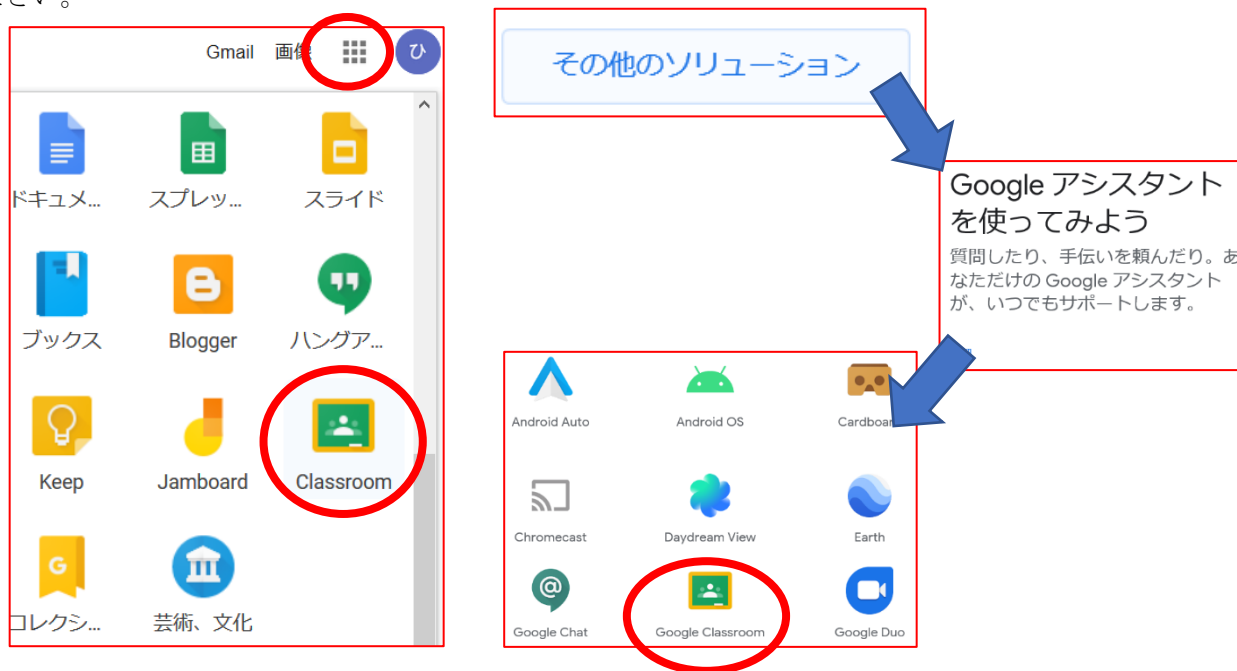 さい。
Gmail 画像 ひ
ドキュメ... スプレッ... スライド
ブックス Blogger ハングア...
Keep Jamboard Classroom
G
コレクシ... 芸術、文化
その他のソリューション
Google アシスタント
を使ってみよう
質問したり、手伝いを頼んだり。あ
なただけの Google アシスタント
が、いつでもサポートします。
Android Auto Android OS Cardboard
Chromecast Daydream View Earth
Google Chat Google Classroom Google Duo